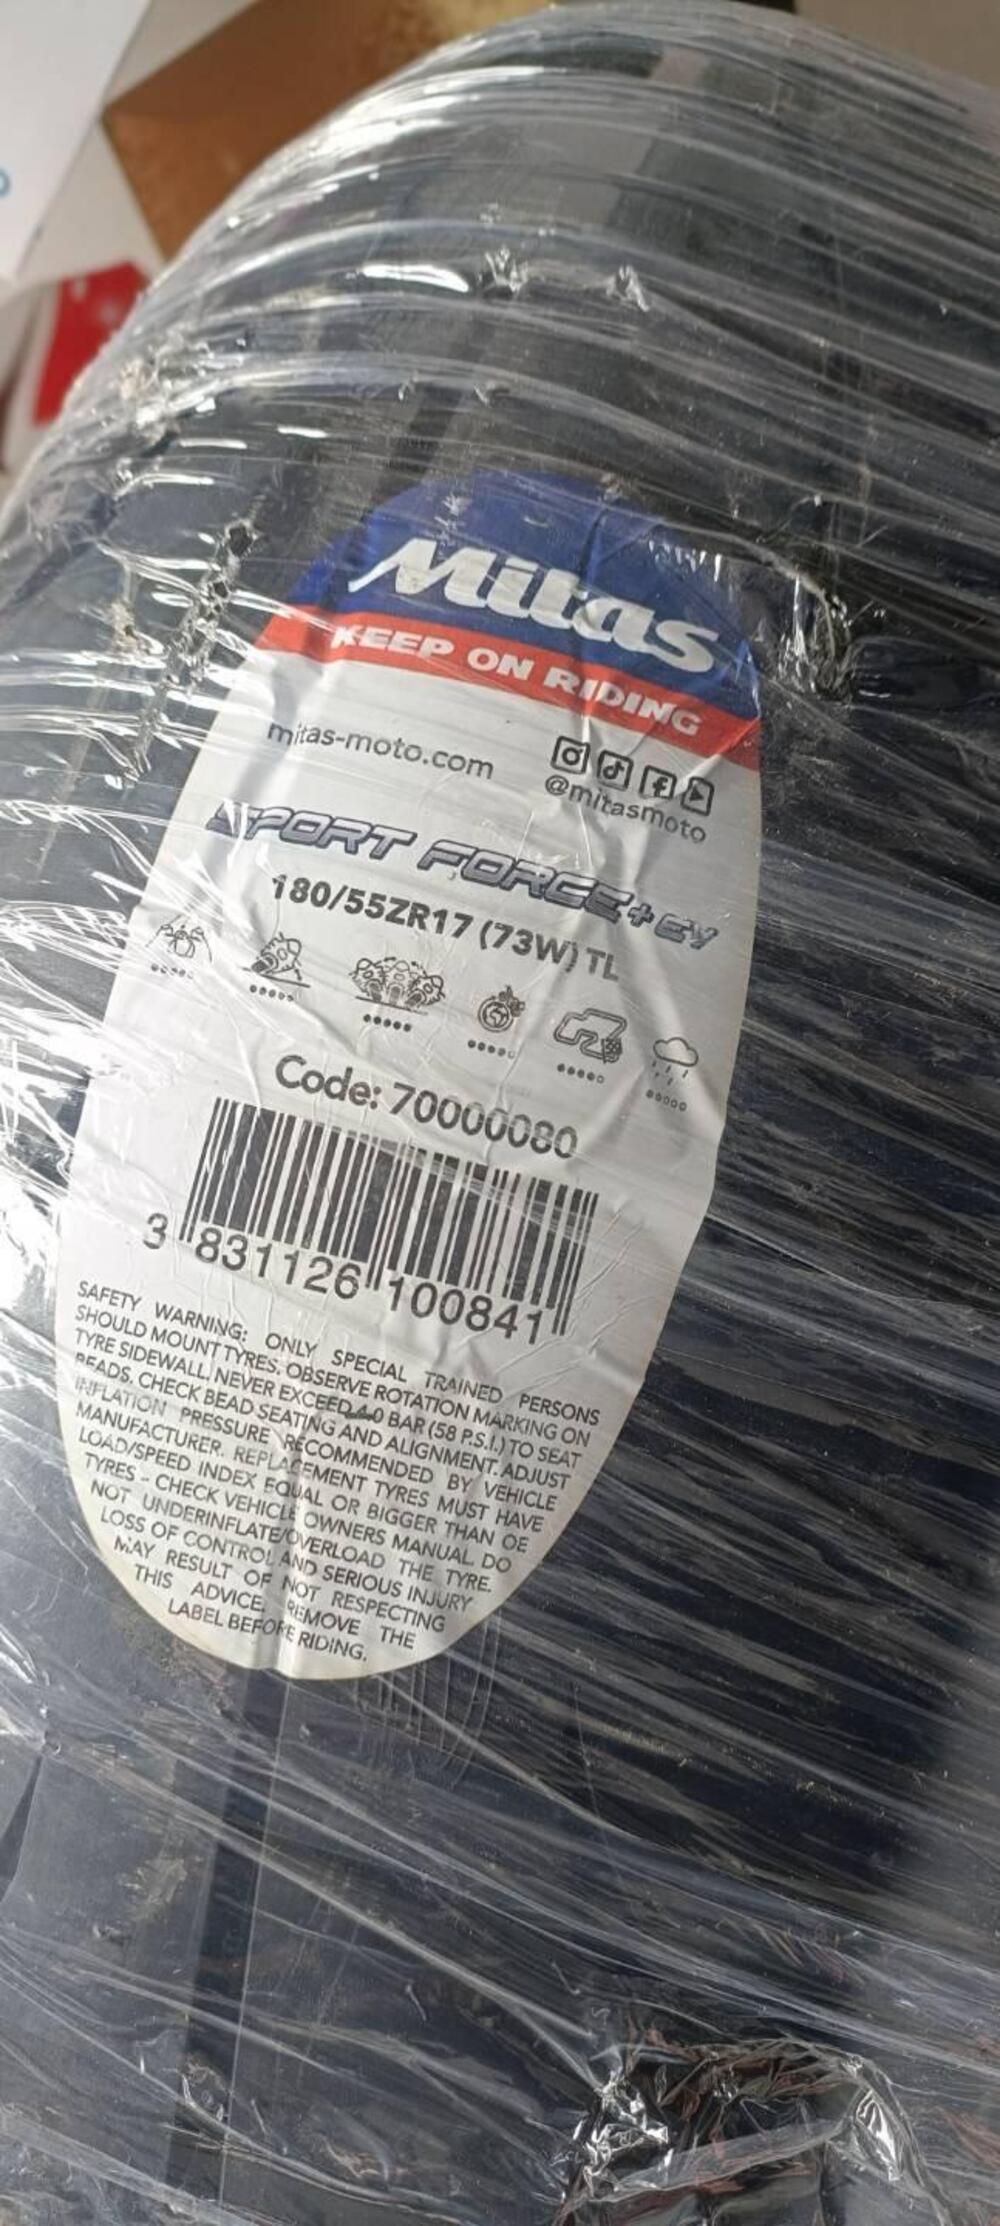 Mitas
KEEP ON RIDING
mitas-moto.com
@mitasmoto
SPORT FORCE+ EV
180/55ZR17 (73W) TL
Code: 70000080
3 831126 100841
SAFETY WARNING: ONLY SPECIAL TRAINED PERSONS
SHOULD MOUNT TYRES. OBSERVE ROTATION MARKING ON
TYRE SIDEWALL. NEVER EXCEED 4.0 BAR (58 P.S.I.) TO SEAT
BEADS. CHECK BEAD SEATING AND ALIGNMENT. ADJUST
INFLATION PRESSURE RECOMMENDED BY VEHICLE
MANUFACTURER. REPLACEMENT TYRES MUST HAVE
LOAD/SPEED INDEX EQUAL OR BIGGER THAN OE
TYRES - CHECK VEHICLE OWNERS MANUAL. DO
NOT UNDERINFLATE/OVERLOAD THE TYRE.
LOSS OF CONTROL AND SERIOUS INJURY
MAY RESULT OF NOT RESPECTING
THIS ADVICE. REMOVE THE
LABEL BEFORE RIDING.